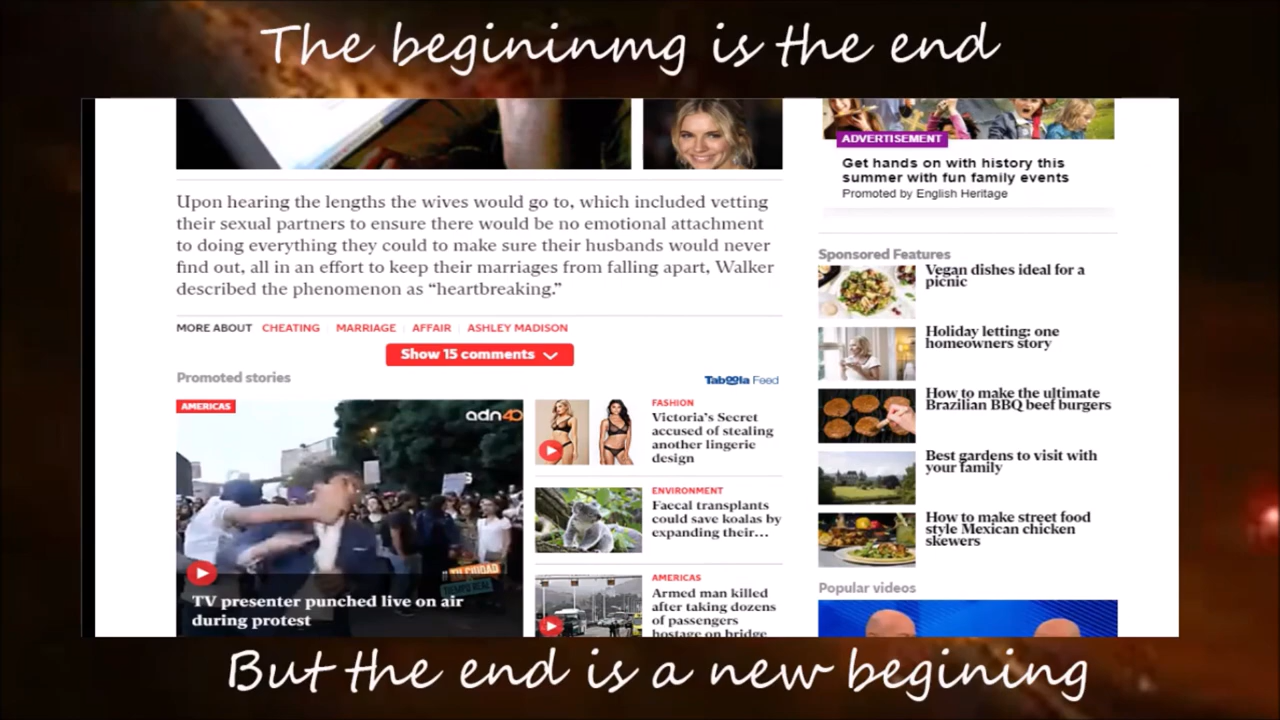 The begininmg is the end
ADVERTISEMENT
Get hands on with history this
summer with fun family events
Promoted by English Heritage
Upon hearing the lengths the wives would go to, which included vetting
their sexual partners to ensure there would be no emotional attachment
to doing everything they could to make sure their husbands would never
find out, all in an effort to keep their marriages from falling apart, Walker
described the phenomenon as “heartbreaking.”
MORE ABOUT CHEATING MARRIAGE AFFAIR ASHLEY MADISON
Show 15 comments
Promoted stories
Taboola Feed
AMERICAS
adn40
TU CIUDAD
TIEMPO REAL
TV presenter punched live on air
during protest
FASHION
Victoria's Secret
accused of stealing
another lingerie
design
ENVIRONMENT
Faecal transplants
could save koalas by
expanding their...
AMERICAS
Armed man killed
after taking dozens
of passengers
hostage on bridge
Sponsored Features
Vegan dishes ideal for a
picnic
Holiday letting: one
homeowners story
How to make the ultimate
Brazilian BBQ beef burgers
Best gardens to visit with
your family
How to make street food
style Mexican chicken
skewers
Popular videos
But the end is a new begining